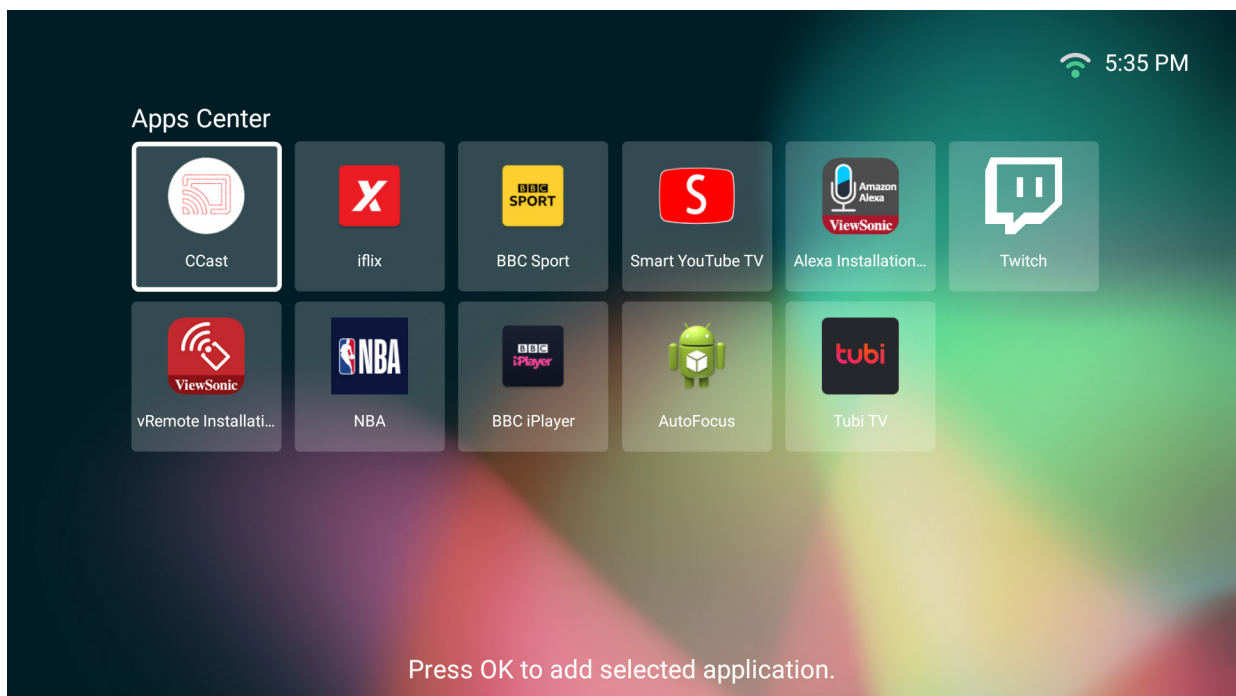 5:35 PM
Apps Center
X
BBC
SPORT
S
Amazon
Alexa
ViewSonic
CCast
iflix
BBC Sport
Smart YouTube TV
Alexa Installation...
Twitch
ViewSonic
NBA
BBC
iPlayer
tubi
vRemote Installati...
NBA
BBC iPlayer
AutoFocus
Tubi TV
Press OK to add selected application.